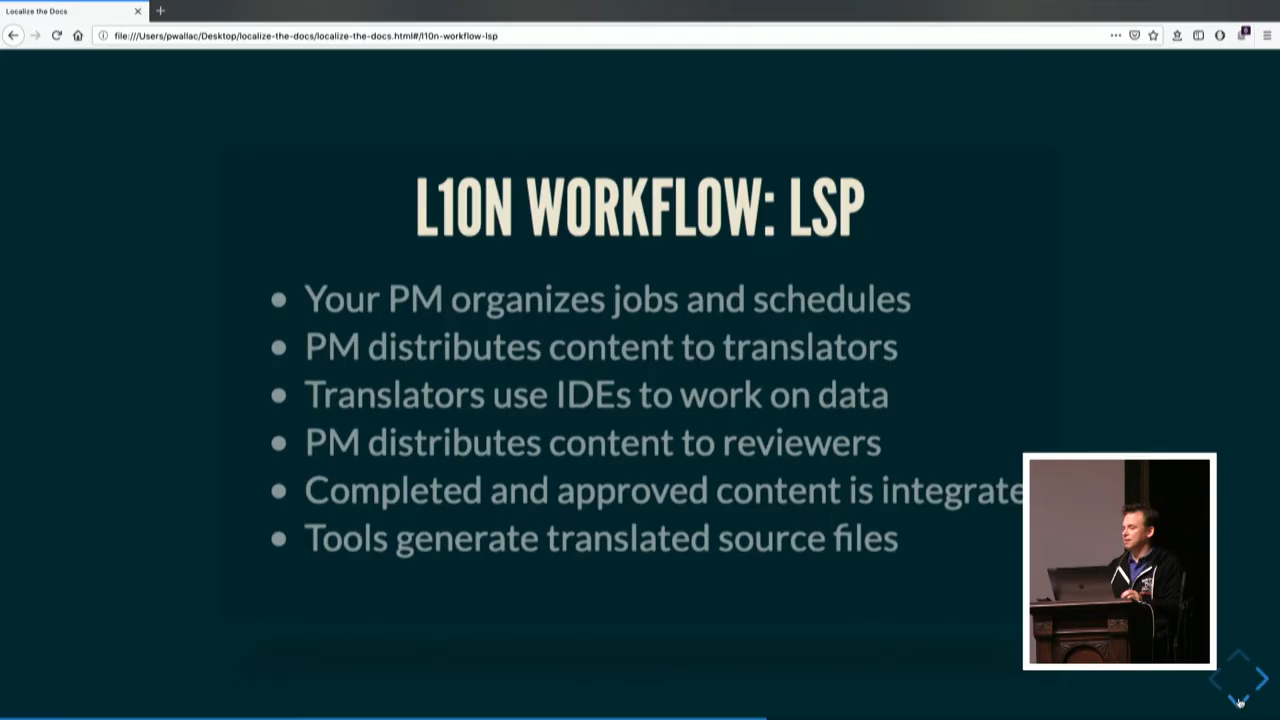 Localize the Docs
file:///Users/pwallac/Desktop/localize-the-docs/localize-the-docs.html#/l10n-workflow-lsp
L10N WORKFLOW: LSP
Your PM organizes jobs and schedules
PM distributes content to translators
Translators use IDEs to work on data
PM distributes content to reviewers
Completed and approved content is integrate
Tools generate translated source files